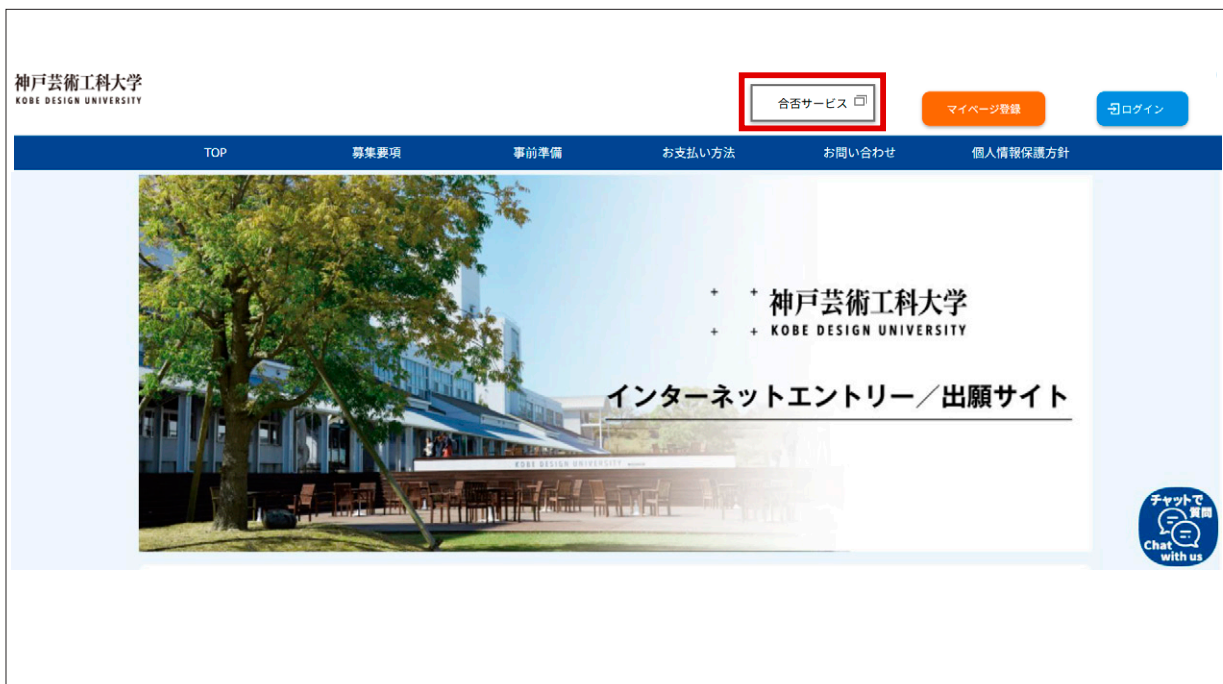 神戸芸術工科大学
KOBE DESIGN UNIVERSITY
合否サービス
マイページ登録
ログイン
TOP
募集要項
事前準備
お支払い方法
お問い合わせ
個人情報保護方針
神戸芸術工科大学
KOBE DESIGN UNIVERSITY
インターネットエントリー／出願サイト
KOBE DESIGN UNIVERSITY
チャットで
質問
Chat
with us